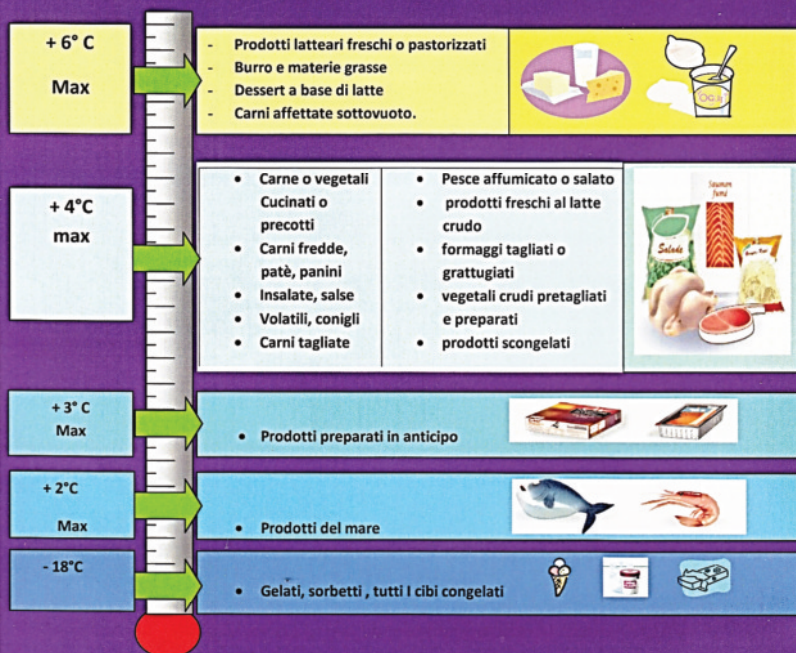 + 6° C
Max
- Prodotti latteari freschi o pastorizzati
- Burro e materie grasse
- Dessert a base di latte
- Carni affettate sottovuoto.
+ 4°C
max
• Carne o vegetali
Cucinati o
precotti
• Carni fredde,
patè, panini
• Insalate, salse
• Volatili, conigli
• Carni tagliate
• Pesce affumicato o salato
• prodotti freschi al latte
crudo
• formaggi tagliati o
grattugiati
• vegetali crudi pretagliati
e preparati
• prodotti scongelati
Saumon
fumé
Salade
+ 3° C
Max
• Prodotti preparati in anticipo
+ 2°C
Max
• Prodotti del mare
- 18°C
• Gelati, sorbetti , tutti I cibi congelati